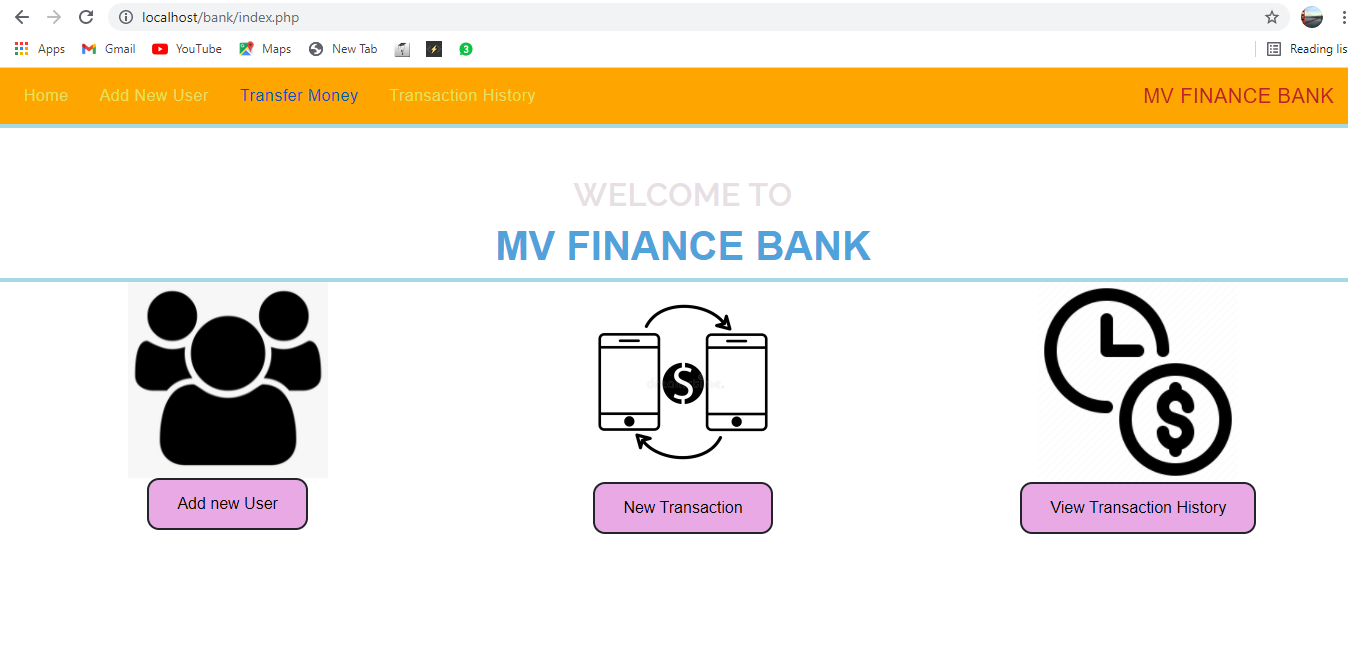 localhost/bank/index.php
Apps Gmail YouTube Maps New Tab 3 Reading lis
Home Add New User Transfer Money Transaction History MV FINANCE BANK
WELCOME TO
MV FINANCE BANK
$ $
Add new User New Transaction View Transaction History